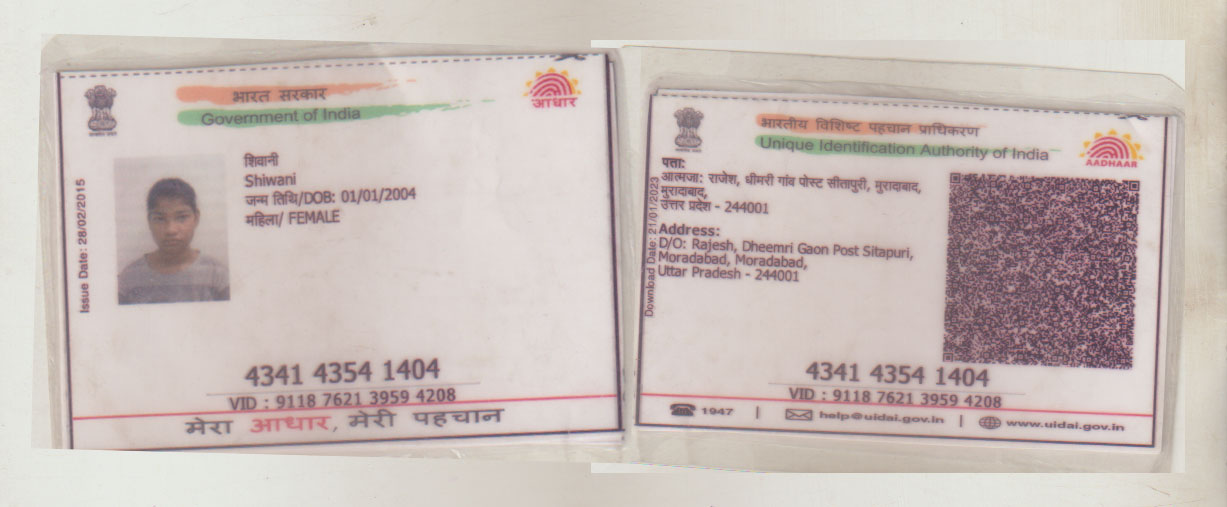 भारत सरकार
Government of India
आधार
Issue Date: 28/02/2015
शिवानी
Shiwani
जन्म तिथि/DOB: 01/01/2004
महिला/ FEMALE
4341 4354 1404
VID : 9118 7621 3959 4208
मेरा आधार, मेरी पहचान
भारतीय विशिष्ट पहचान प्राधिकरण
Unique Identification Authority of India
AADHAAR
Download Date: 21/01/2023
पता:
आत्मजा: राजेश, धीमरी गांव पोस्ट सीतापुरी, मुरादाबाद,
मुरादाबाद,
उत्तर प्रदेश - 244001
Address:
D/O: Rajesh, Dheemri Gaon Post Sitapuri,
Moradabad, Moradabad,
Uttar Pradesh - 244001
4341 4354 1404
VID : 9118 7621 3959 4208
1947 | help@uidai.gov.in | www.uidai.gov.in